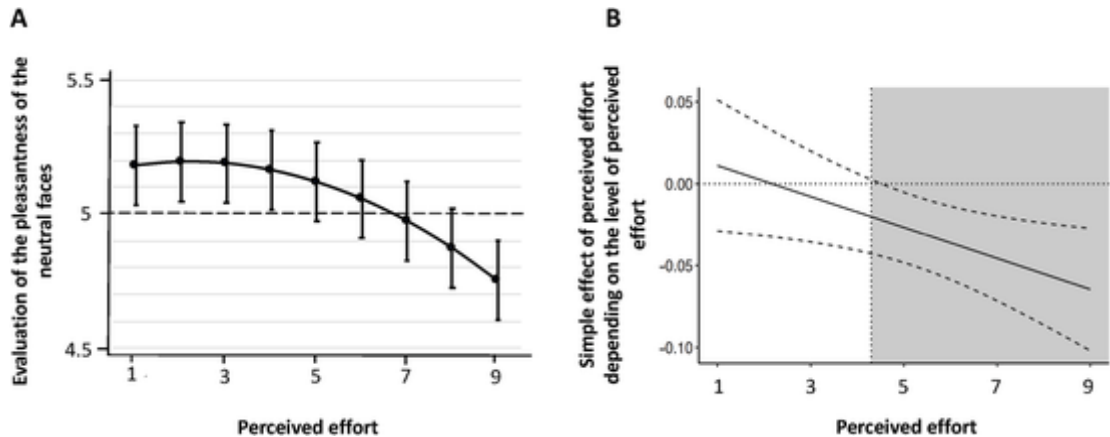 A
Evaluation of the pleasantness of the
neutral faces
5.5
5
4.5
1
3
5
7
9
Perceived effort
B
Simple effect of perceived effort
depending on the level of perceived
effort
0.05
0.00
-0.05
-0.10
1
3
5
7
9
Perceived effort